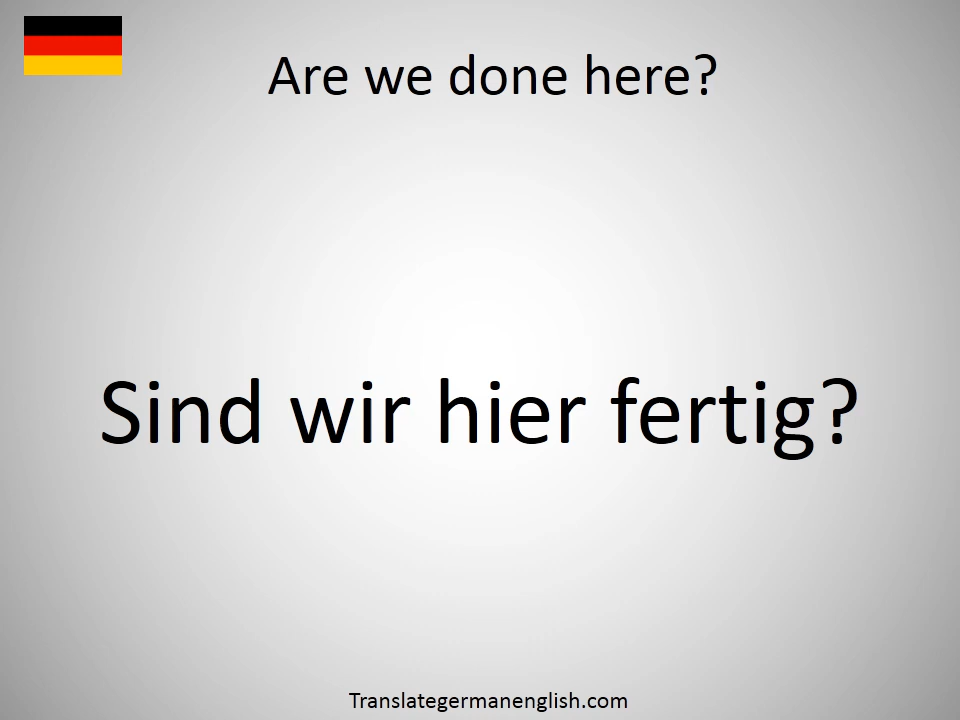 Are we done here?
Sind wir hier fertig?
Translategermanenglish.com